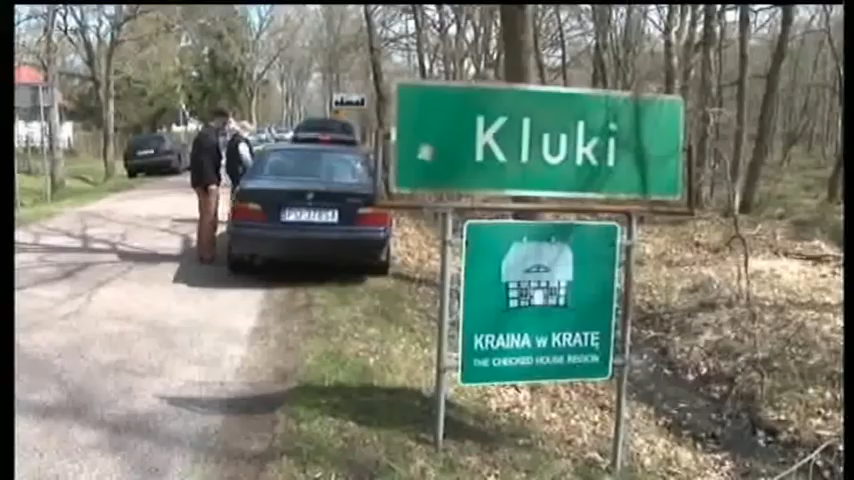 Kluki
KRAINA W KRATĘ
THE CHECKED HOUSE REGION